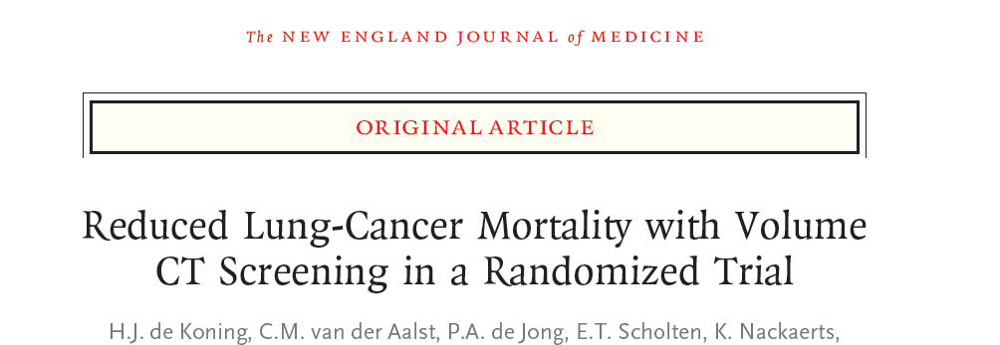 The NEW ENGLAND JOURNAL of MEDICINE
ORIGINAL ARTICLE
Reduced Lung-Cancer Mortality with Volume
CT Screening in a Randomized Trial
H.J. de Koning, C.M. van der Aalst, P.A. de Jong, E.T. Scholten, K. Nackaerts,